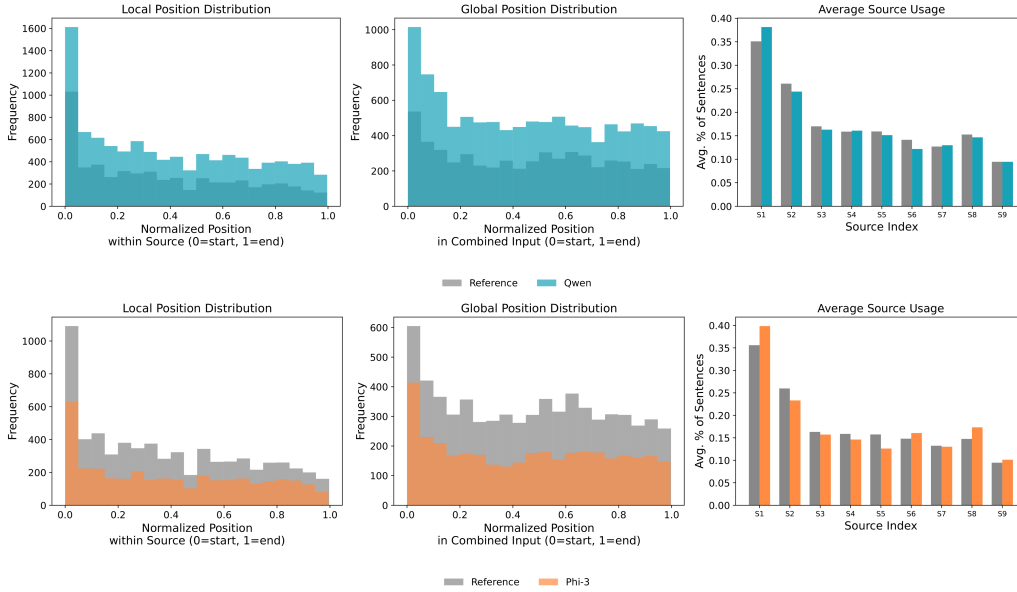 Local Position Distribution
Frequency
1600
1400
1200
1000
800
600
400
200
0
0.0 0.2 0.4 0.6 0.8 1.0
Normalized Position
within Source (0=start, 1=end)
Global Position Distribution
Frequency
1000
800
600
400
200
0
0.0 0.2 0.4 0.6 0.8 1.0
Normalized Position
in Combined Input (0=start, 1=end)
Average Source Usage
Avg. % of Sentences
0.40
0.35
0.30
0.25
0.20
0.15
0.10
0.05
0.00
S1 S2 S3 S4 S5 S6 S7 S8 S9
Source Index
Reference Qwen
Local Position Distribution
Frequency
1000
800
600
400
200
0
0.0 0.2 0.4 0.6 0.8 1.0
Normalized Position
within Source (0=start, 1=end)
Global Position Distribution
Frequency
600
500
400
300
200
100
0
0.0 0.2 0.4 0.6 0.8 1.0
Normalized Position
in Combined Input (0=start, 1=end)
Average Source Usage
Avg. % of Sentences
0.40
0.35
0.30
0.25
0.20
0.15
0.10
0.05
0.00
S1 S2 S3 S4 S5 S6 S7 S8 S9
Source Index
Reference Phi-3